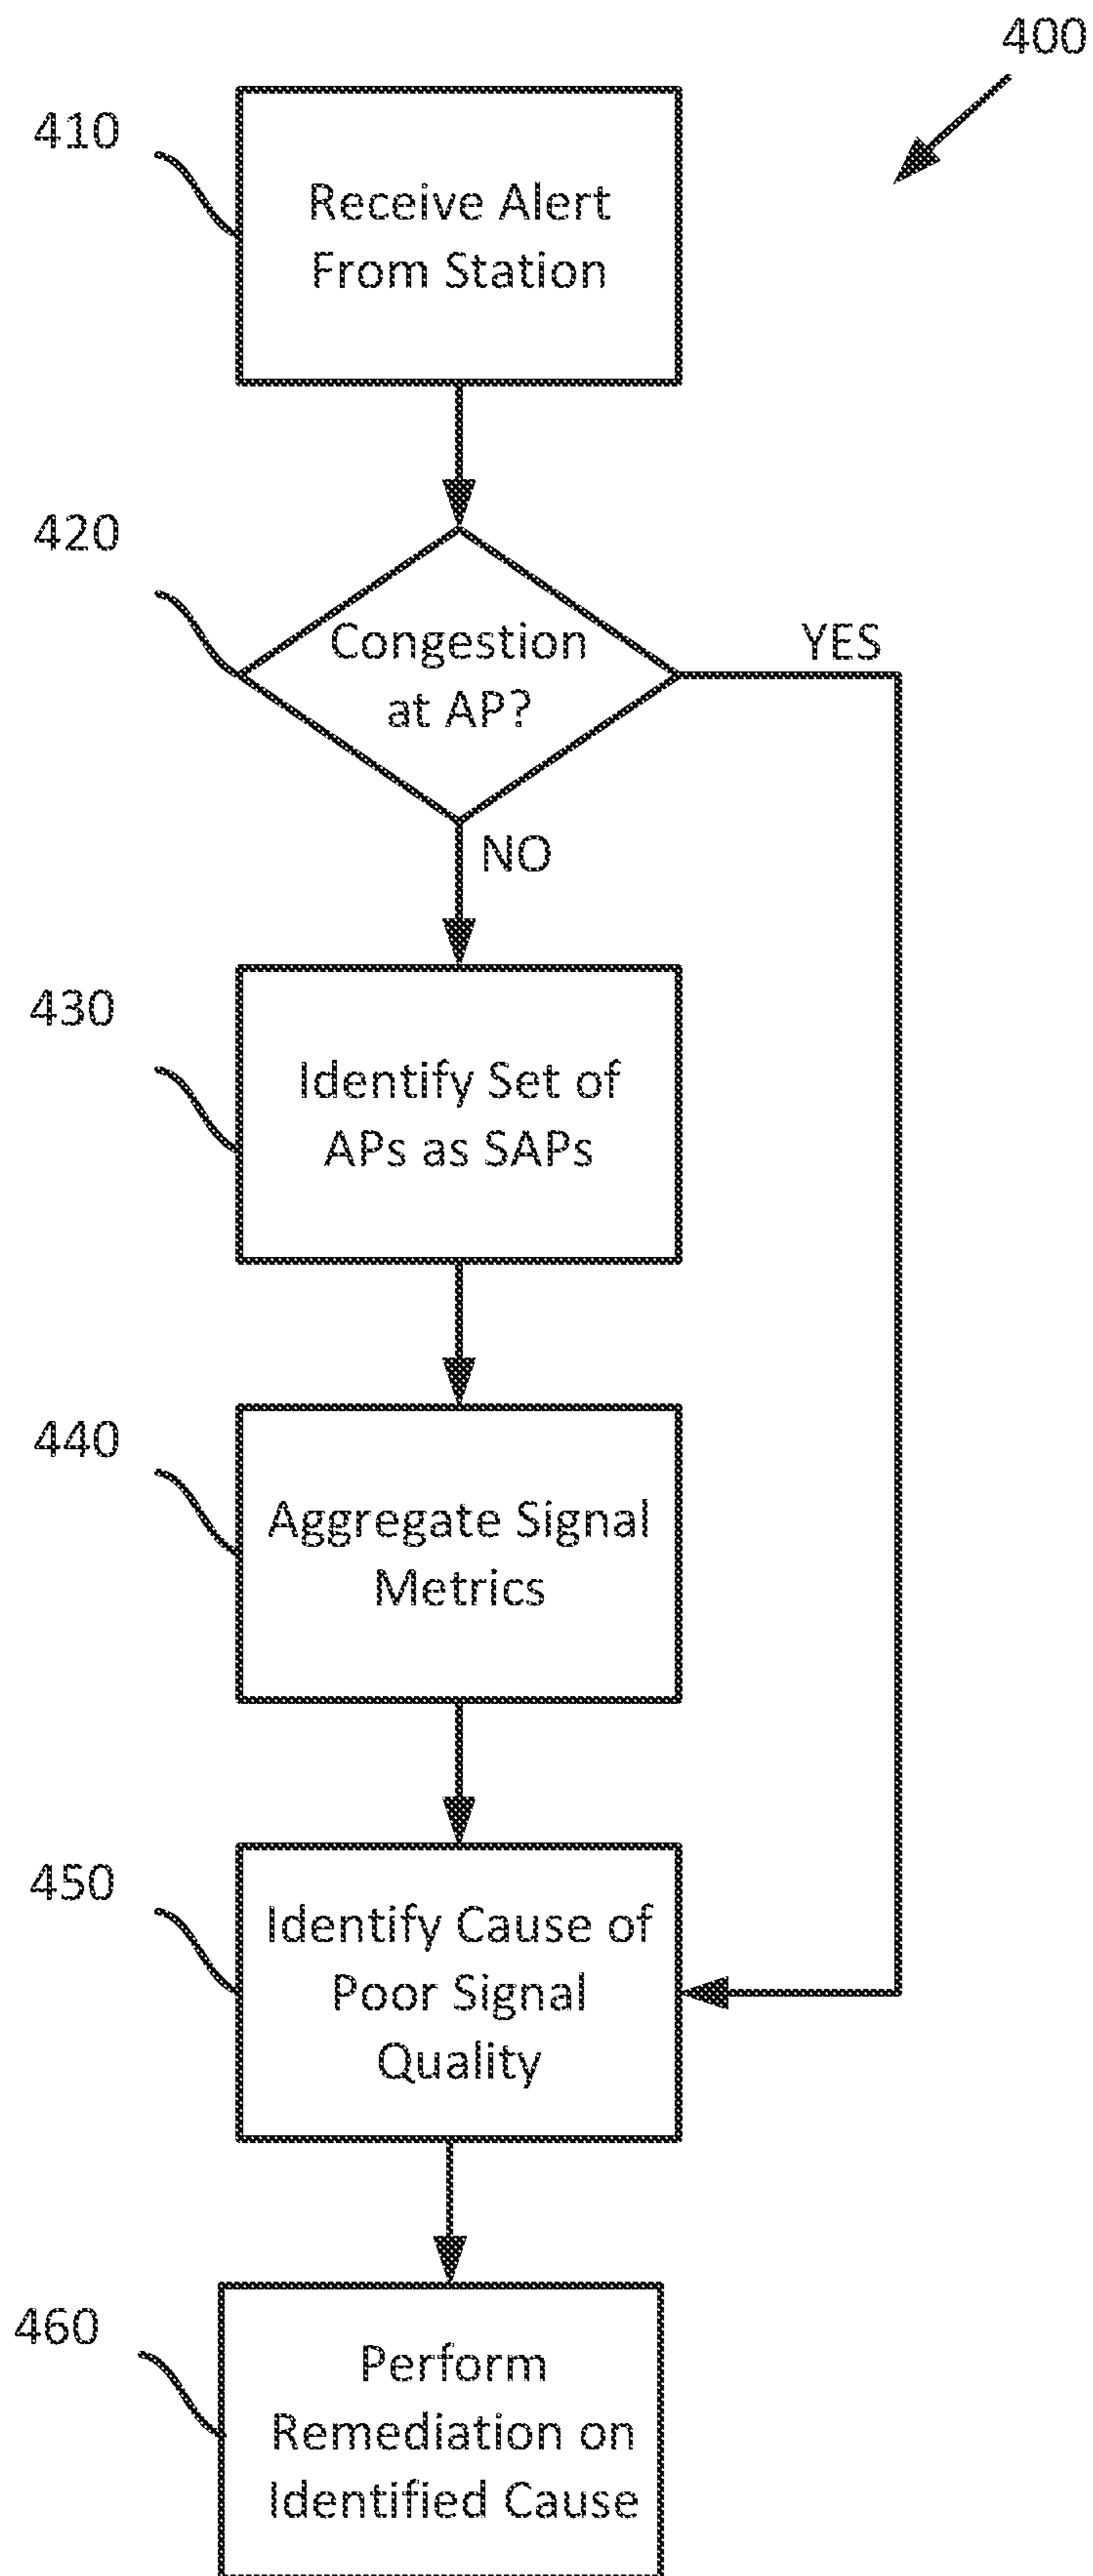 400
410
Receive Alert
From Station
420
Congestion
at AP?
YES
NO
430
Identify Set of
APs as SAPs
440
Aggregate Signal
Metrics
450
Identify Cause of
Poor Signal
Quality
460
Perform
Remediation on
Identified Cause